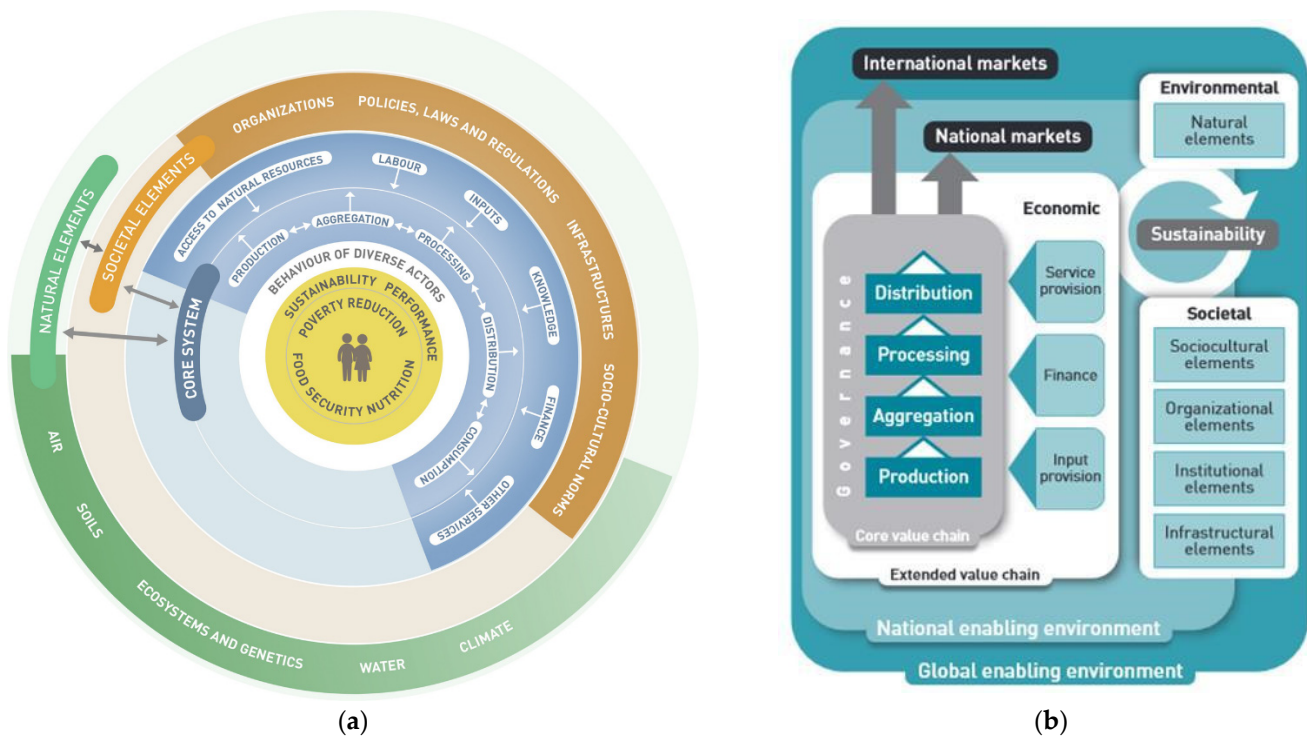 NATURAL ELEMENTS
SOCIETAL ELEMENTS
CORE SYSTEM
ORGANIZATIONS
POLICIES, LAWS AND REGULATIONS
INFRASTRUCTURES
SOCIO-CULTURAL NORMS
ACCESS TO NATURAL RESOURCES
LABOUR
INPUTS
KNOWLEDGE
FINANCE
OTHER SERVICES
PRODUCTION
AGGREGATION
PROCESSING
DISTRIBUTION
CONSUMPTION
BEHAVIOUR OF DIVERSE ACTORS
SUSTAINABILITY PERFORMANCE
POVERTY REDUCTION
FOOD SECURITY NUTRITION
AIR
SOILS
ECOSYSTEMS AND GENETICS
WATER
CLIMATE
(a)
International markets
National markets
Environmental
Natural
elements
Sustainability
Societal
Sociocultural
elements
Organizational
elements
Institutional
elements
Infrastructural
elements
Economic
Service
provision
Finance
Input
provision
Governance
Distribution
Processing
Aggregation
Production
Core value chain
Extended value chain
National enabling environment
Global enabling environment
(b)